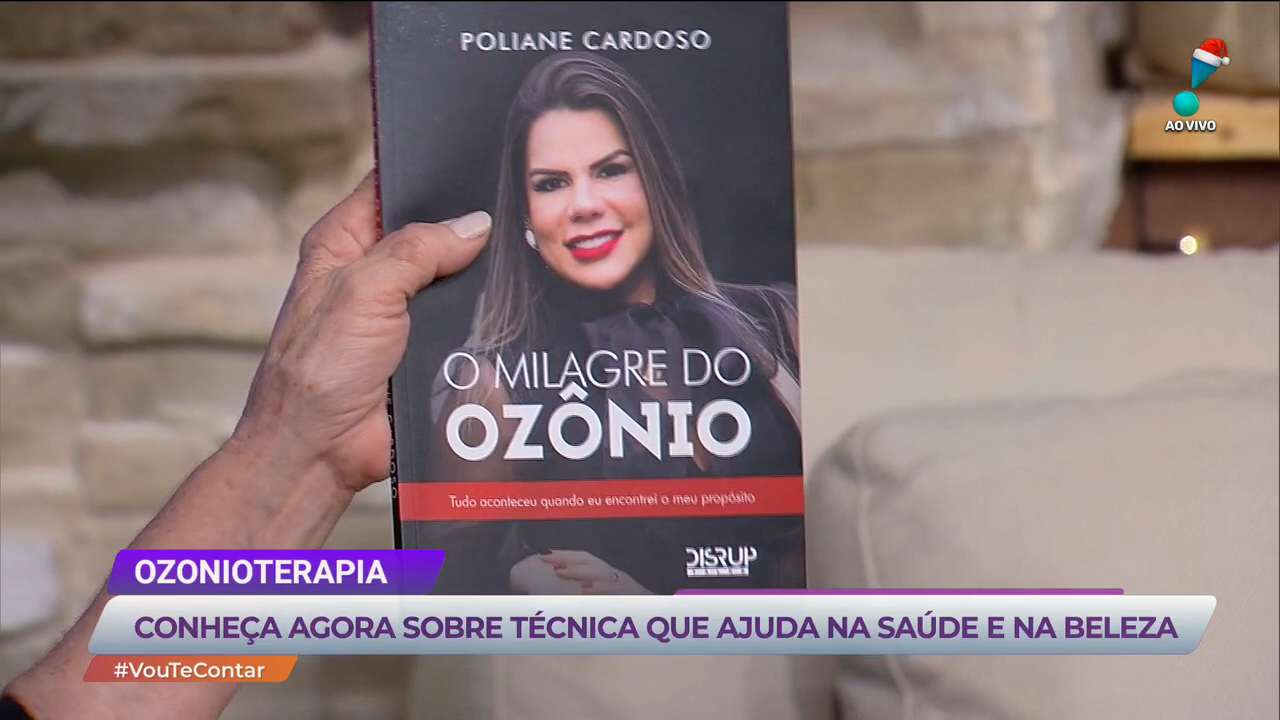 POLIANE CARDOSO
AO VIVO
O MILAGRE DO
OZÔNIO
Tudo aconteceu quando eu encontrei o meu propósito
DISRUP
OZONIOTERAPIA
CONHEÇA AGORA SOBRE TÉCNICA QUE AJUDA NA SAÚDE E NA BELEZA
#VouTeContar